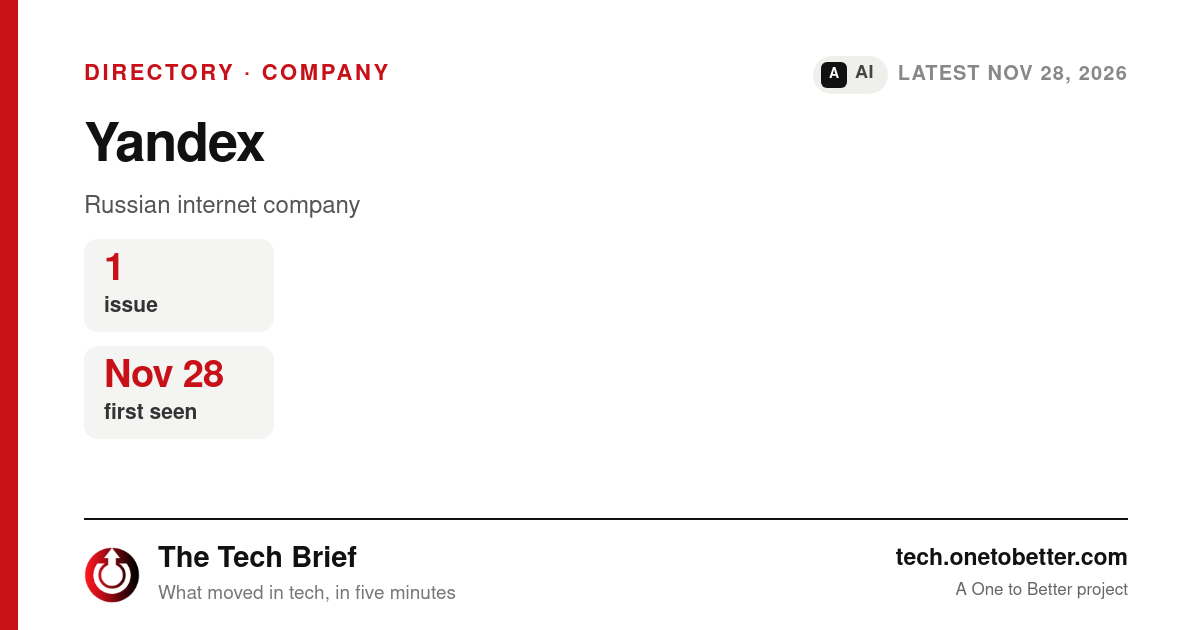 DIRECTORY · COMPANY
A AI LATEST NOV 28, 2026
Yandex
Russian internet company
1
issue
Nov 28
first seen
The Tech Brief
What moved in tech, in five minutes
tech.onetobetter.com
A One to Better project